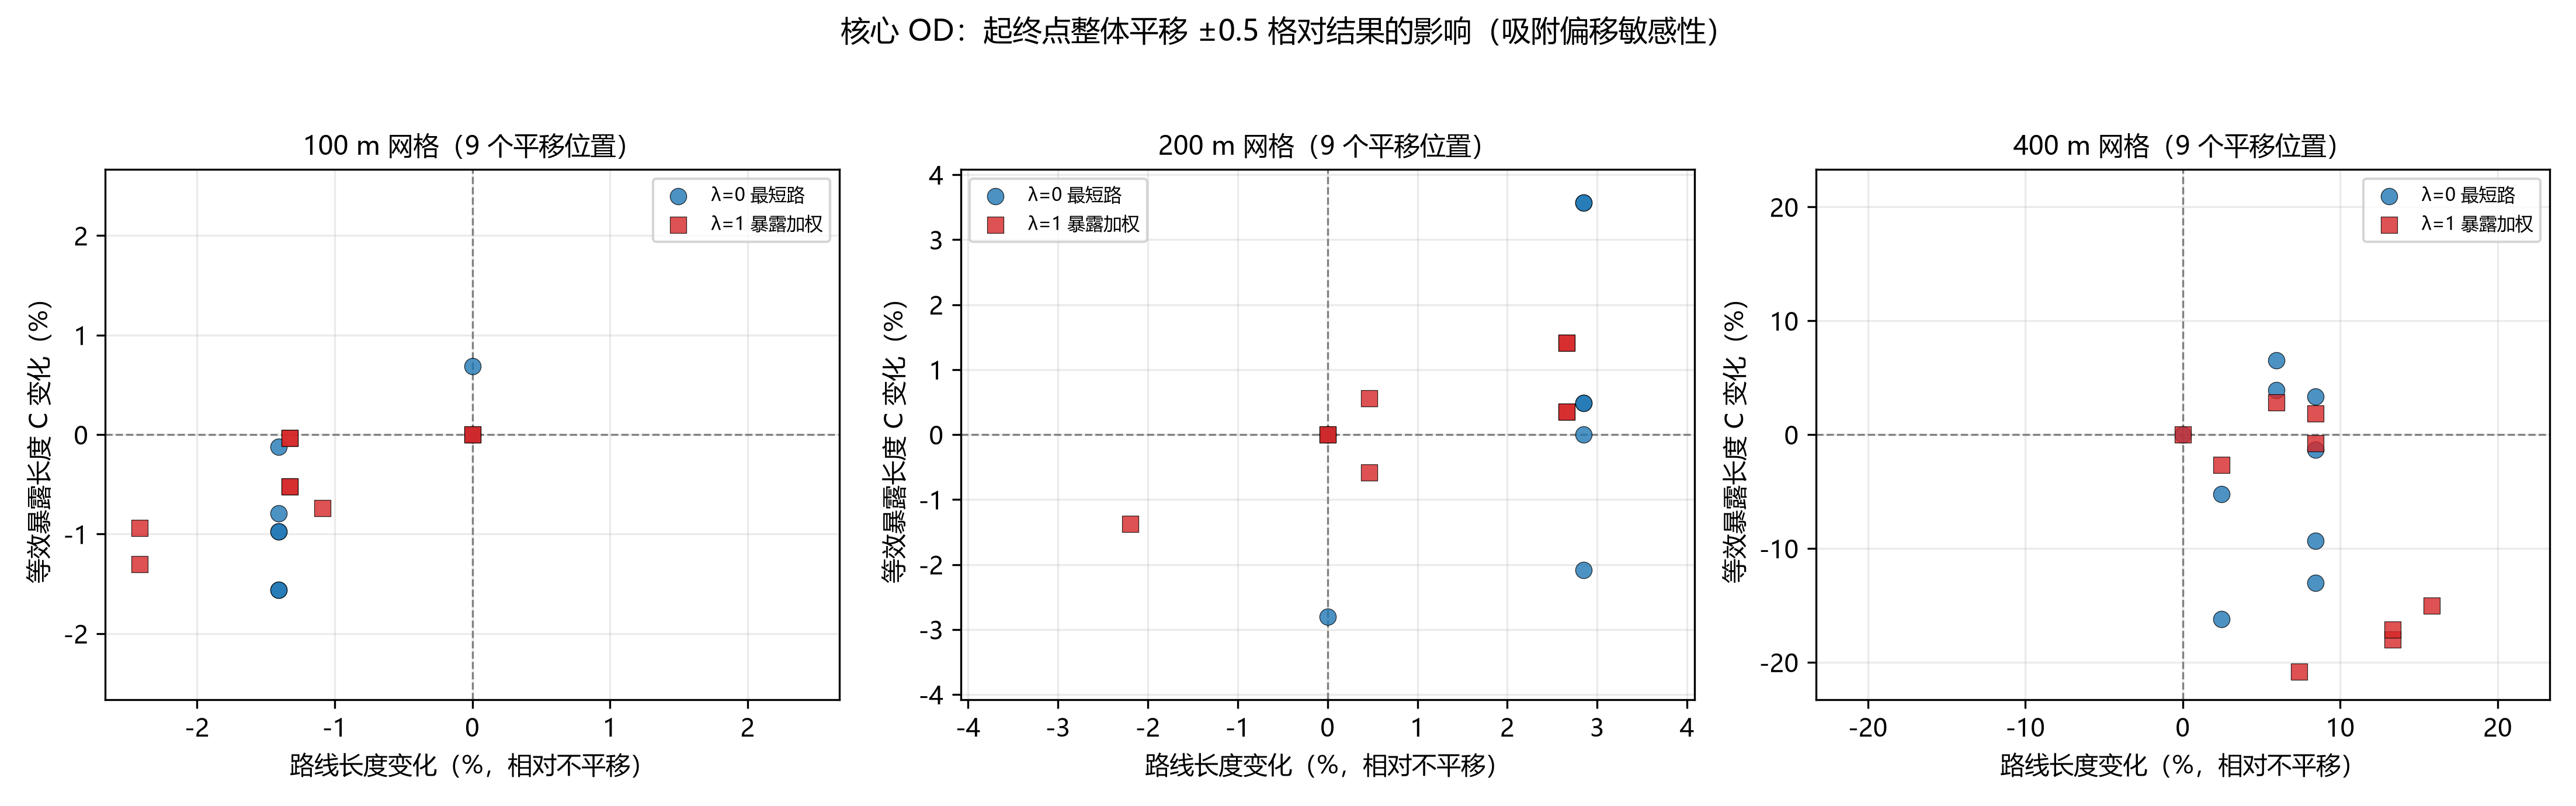 核心 OD：起终点整体平移 ±0.5 格对结果的影响（吸附偏移敏感性）
100 m 网格（9 个平移位置）
λ=0 最短路
λ=1 暴露加权
等效暴露长度 C 变化（%）
2
1
0
-1
-2
-2
-1
0
1
2
路线长度变化（%，相对不平移）
200 m 网格（9 个平移位置）
λ=0 最短路
λ=1 暴露加权
等效暴露长度 C 变化（%）
4
3
2
1
0
-1
-2
-3
-4
-4
-3
-2
-1
0
1
2
3
4
路线长度变化（%，相对不平移）
400 m 网格（9 个平移位置）
λ=0 最短路
λ=1 暴露加权
等效暴露长度 C 变化（%）
20
10
0
-10
-20
-20
-10
0
10
20
路线长度变化（%，相对不平移）